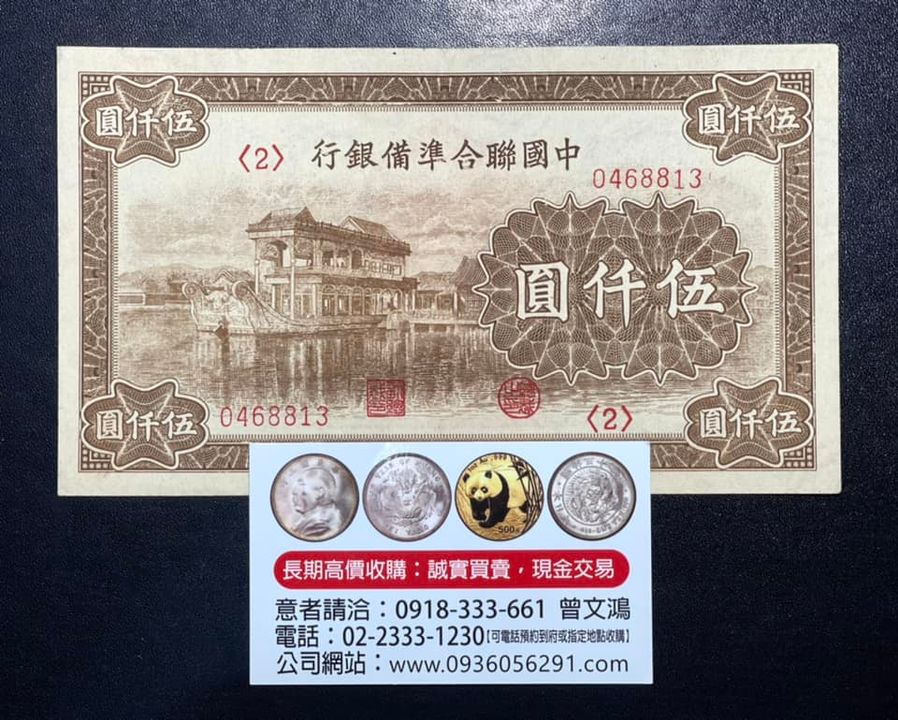 伍仟圓
伍仟圓
中國聯合準備銀行
〈2〉
0468813
伍仟圓
0468813
〈2〉
伍仟圓
伍仟圓
500元
長期高價收購：誠實買賣，現金交易
意者請洽：0918-333-661 曾文鴻
電話：02-2333-1230【可電話預約到府或指定地點收購】
公司網站：www.0936056291.com